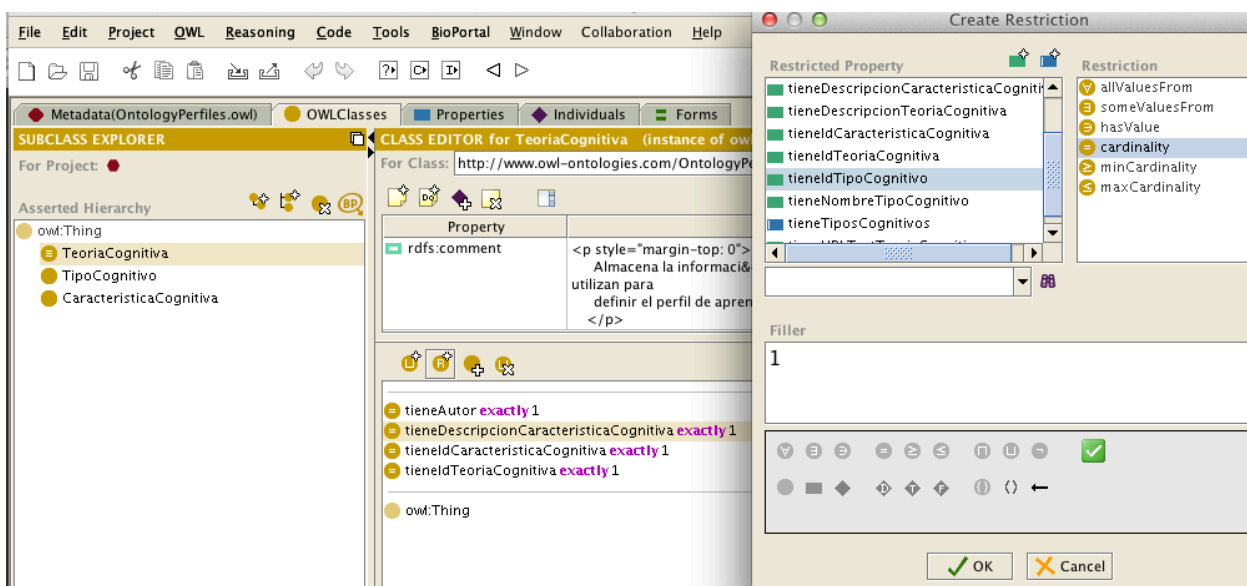 File Edit Project OWL Reasoning Code Tools BioPortal Window Collaboration Help
Metadata(OntologyPerfiles.owl) OWLClasses Properties Individuals Forms
SUBCLASS EXPLORER
For Project:
Asserted Hierarchy
BP
owl:Thing
TeoriaCognitiva
TipoCognitivo
CaracteristicaCognitiva
CLASS EDITOR for TeoriaCognitiva (instance of ow
For Class: http://www.owl-ontologies.com/OntologyPe
Property
rdfs:comment
<p style="margin-top: 0">
Almacena la informaci&
utilizan para
definir el perfil de apren
</p>
tieneAutor exactly 1
tieneDescripcionCaracteristicaCognitiva exactly 1
tieneIdCaracteristicaCognitiva exactly 1
tieneIdTeoriaCognitiva exactly 1
owl:Thing
Create Restriction
Restricted Property
tieneDescripcionCaracteristicaCogniti
tieneDescripcionTeoriaCognitiva
tieneIdCaracteristicaCognitiva
tieneIdTeoriaCognitiva
tieneIdTipoCognitivo
tieneNombreTipoCognitivo
tieneTiposCognitivos
Restriction
allValuesFrom
someValuesFrom
hasValue
cardinality
minCardinality
maxCardinality
Filler
1
OK Cancel